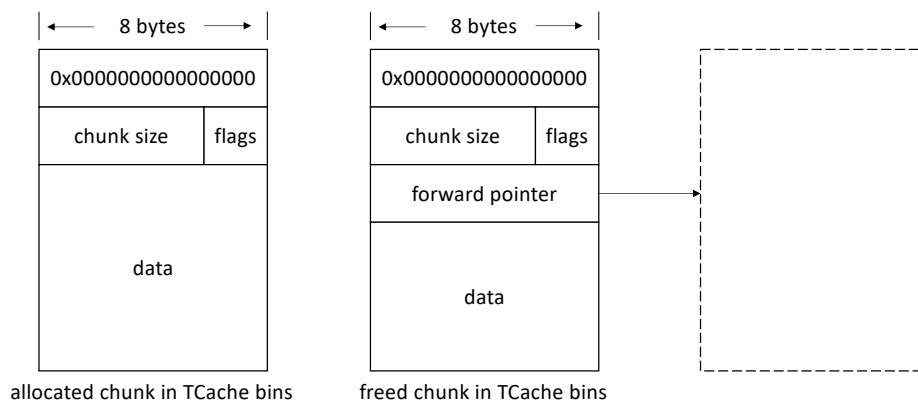 8 bytes
8 bytes
0x0000000000000000
0x0000000000000000
chunk size
flags
chunk size
flags
forward pointer
data
data
allocated chunk in TCache bins
freed chunk in TCache bins